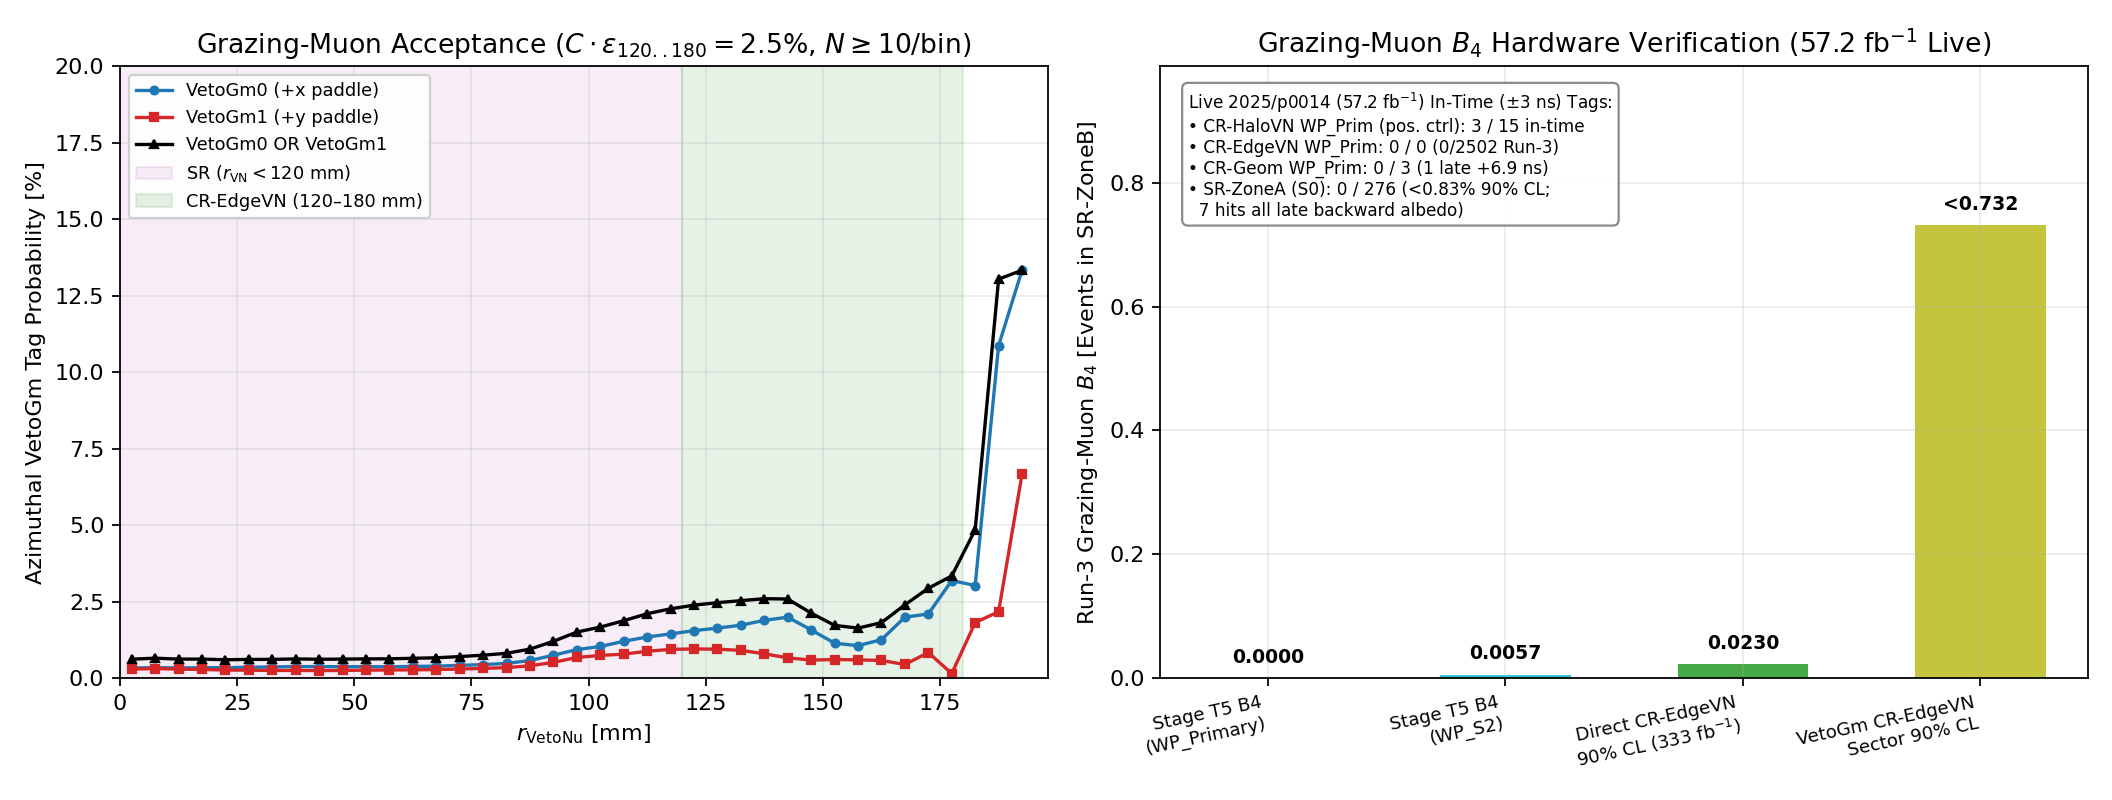 Grazing-Muon Acceptance (C · ε120..180 = 2.5%, N ≥ 10/bin)
Azimuthal VetoGm Tag Probability [%]
20.0
17.5
15.0
12.5
10.0
7.5
5.0
2.5
0.0
VetoGm0 (+x paddle)
VetoGm1 (+y paddle)
VetoGm0 OR VetoGm1
SR (rVN < 120 mm)
CR-EdgeVN (120–180 mm)
0 25 50 75 100 125 150 175
rVetoNu [mm]
Grazing-Muon B4 Hardware Verification (57.2 fb−1 Live)
Run-3 Grazing-Muon B4 [Events in SR-ZoneB]
0.8
0.6
0.4
0.2
0.0
Live 2025/p0014 (57.2 fb−1) In-Time (±3 ns) Tags:
• CR-HaloVN WP_Prim (pos. ctrl): 3 / 15 in-time
• CR-EdgeVN WP_Prim: 0 / 0 (0/2502 Run-3)
• CR-Geom WP_Prim: 0 / 3 (1 late +6.9 ns)
• SR-ZoneA (S0): 0 / 276 (<0.83% 90% CL;
7 hits all late backward albedo)
0.0000
0.0057
0.0230
<0.732
Stage T5 B4
(WP_Primary)
Stage T5 B4
(WP_S2)
Direct CR-EdgeVN
90% CL (333 fb−1)
VetoGm CR-EdgeVN
Sector 90% CL